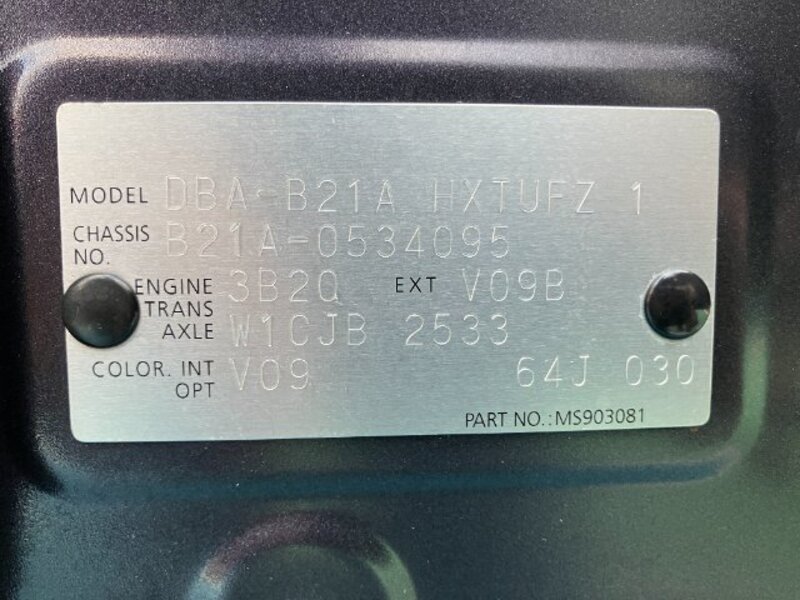 MODEL DBA-B21A HXTUFZ 1
CHASSIS NO. B21A-0534095
ENGINE 3B20 EXT V09B
TRANS AXLE W1CJB 2533
COLOR. INT OPT V09 64J 030
PART NO.:MS903081